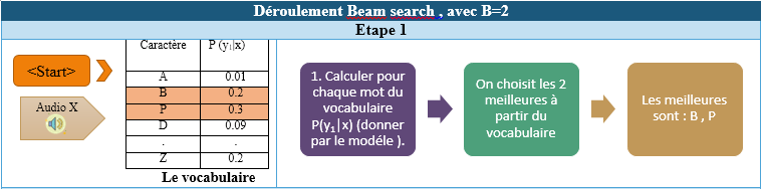 Déroulement Beam search , avec B=2
Etape 1
<Start>
Audio X
Caractère P (y₁|x)
A 0.01
B 0.2
P 0.3
D 0.09
. .
Z 0.2
Le vocabulaire
1. Calculer pour
chaque mot du
vocabulaire
P(y₁|x) (donner
par le modéle ).
On choisit les 2
meilleures à
partir du
vocabulaire
Les meilleures
sont : B , P